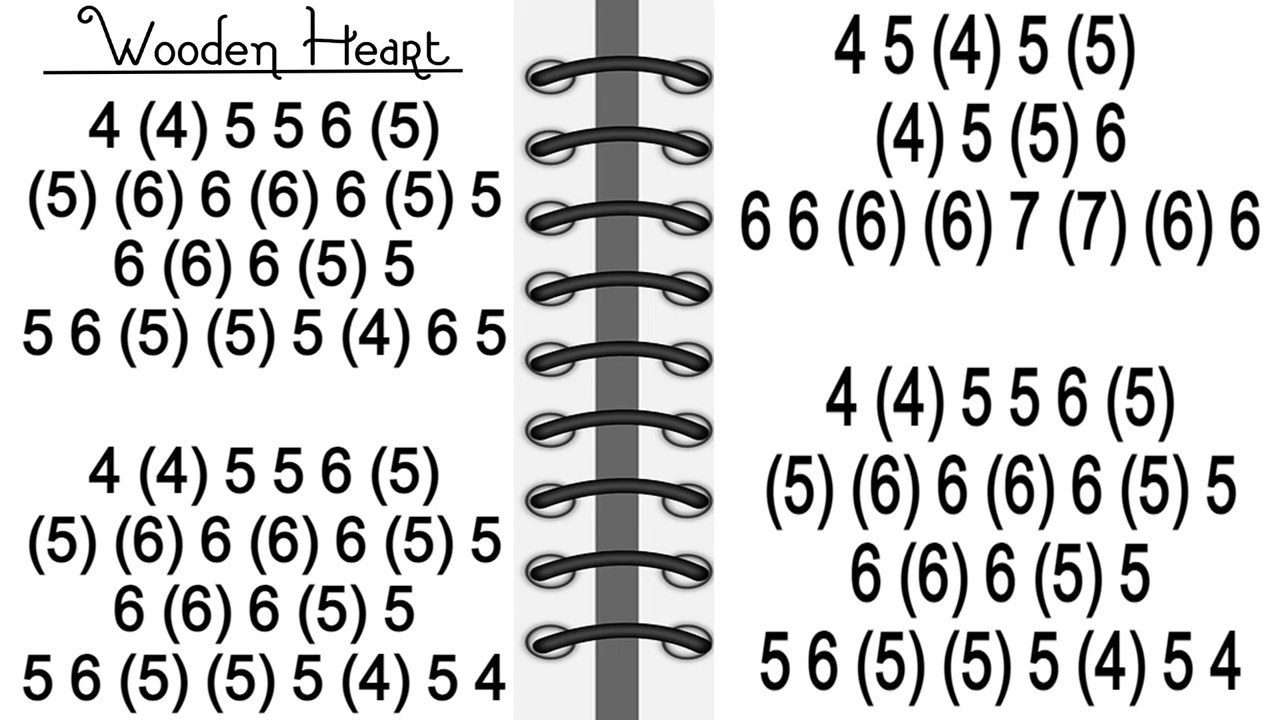 Wooden Heart
4 (4) 5 5 6 (5)
(5) (6) 6 (6) 6 (5) 5
6 (6) 6 (5) 5
5 6 (5) (5) 5 (4) 6 5
4 (4) 5 5 6 (5)
(5) (6) 6 (6) 6 (5) 5
6 (6) 6 (5) 5
5 6 (5) (5) 5 (4) 5 4
4 5 (4) 5 (5)
(4) 5 (5) 6
6 6 (6) (6) 7 (7) (6) 6
4 (4) 5 5 6 (5)
(5) (6) 6 (6) 6 (5) 5
6 (6) 6 (5) 5
5 6 (5) (5) 5 (4) 5 4